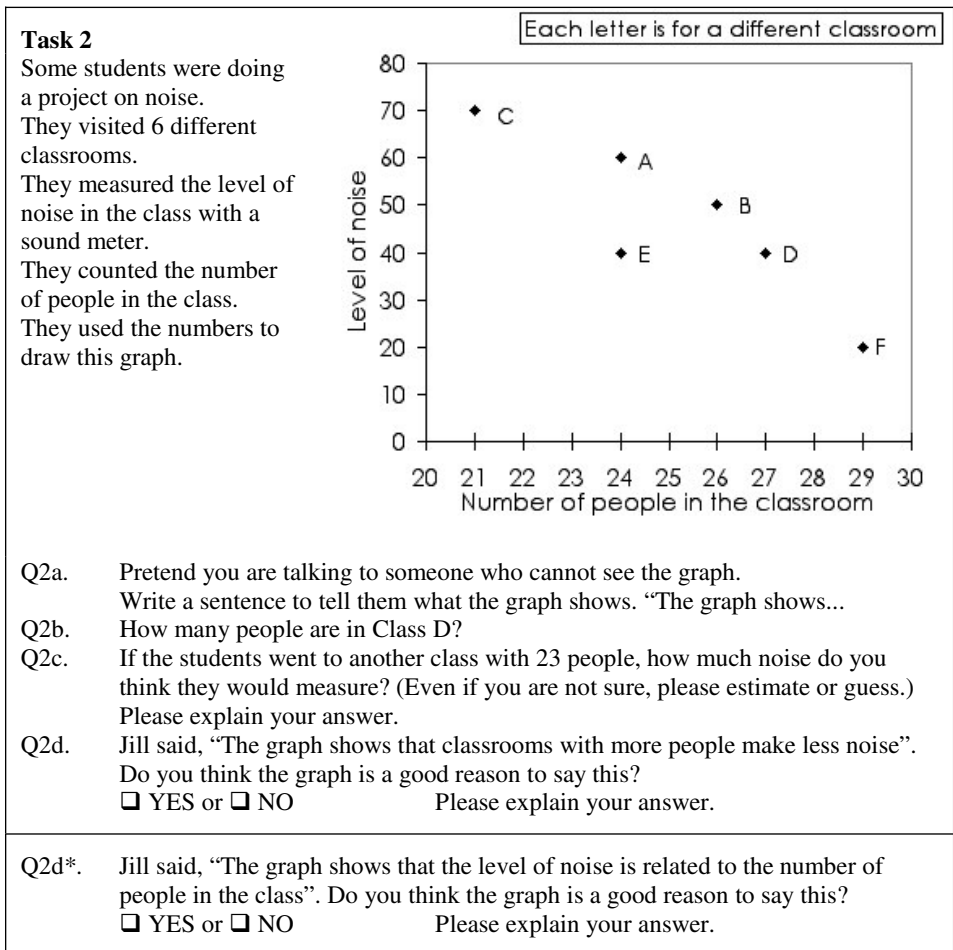 Each letter is for a different classroom
Task 2
Some students were doing
a project on noise.
They visited 6 different
classrooms.
They measured the level of
noise in the class with a
sound meter.
They counted the number
of people in the class.
They used the numbers to
draw this graph.
80
70
60
50
40
30
20
10
0
Level of noise
C
A
B
E
D
F
20 21 22 23 24 25 26 27 28 29 30
Number of people in the classroom
Q2a. Pretend you are talking to someone who cannot see the graph.
Write a sentence to tell them what the graph shows. “The graph shows...
Q2b. How many people are in Class D?
Q2c. If the students went to another class with 23 people, how much noise do you
think they would measure? (Even if you are not sure, please estimate or guess.)
Please explain your answer.
Q2d. Jill said, “The graph shows that classrooms with more people make less noise”.
Do you think the graph is a good reason to say this?
❑ YES or ❑ NO Please explain your answer.
Q2d*. Jill said, “The graph shows that the level of noise is related to the number of
people in the class”. Do you think the graph is a good reason to say this?
❑ YES or ❑ NO Please explain your answer.